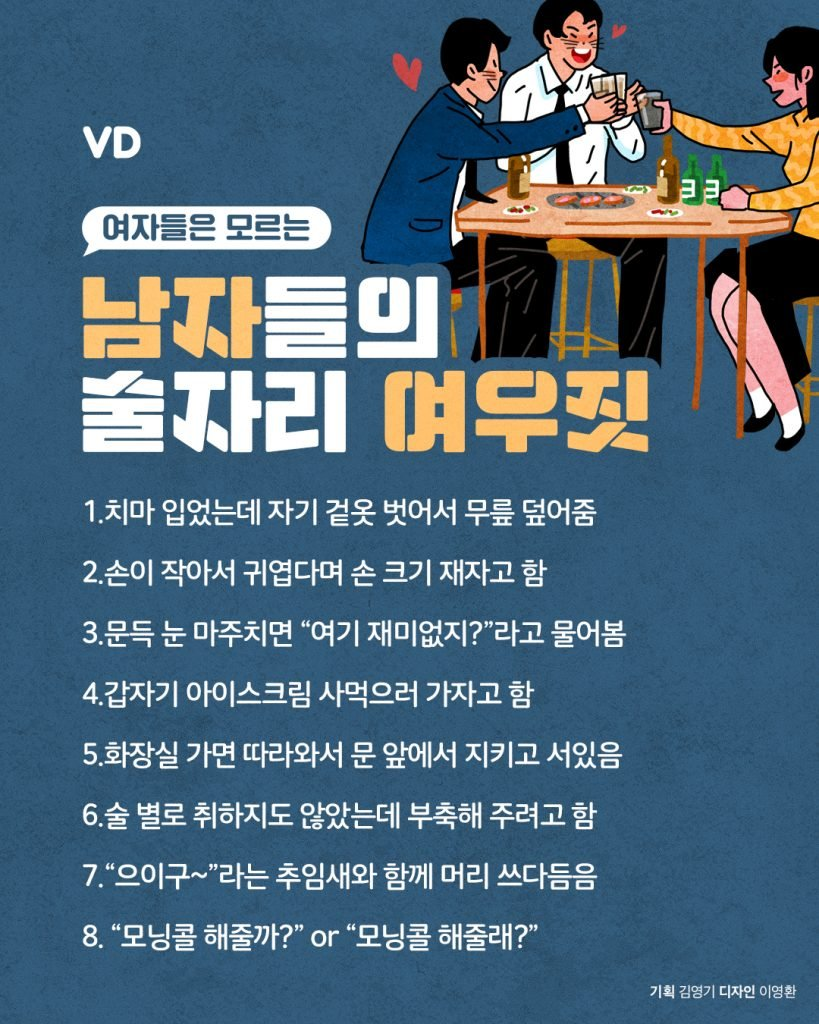 VD
여자들은 모르는
남자들의
술자리 여우짓
1.치마 입었는데 자기 겉옷 벗어서 무릎 덮어줌
2.손이 작아서 귀엽다며 손 크기 재자고 함
3.문득 눈 마주치면 “여기 재미없지?”라고 물어봄
4.갑자기 아이스크림 사먹으러 가자고 함
5.화장실 가면 따라와서 문 앞에서 지키고 서있음
6.술 별로 취하지도 않았는데 부축해 주려고 함
7.“으이구~”라는 추임새와 함께 머리 쓰다듬음
8. “모닝콜 해줄까?” or “모닝콜 해줄래?”
기획 김영기 디자인 이영환